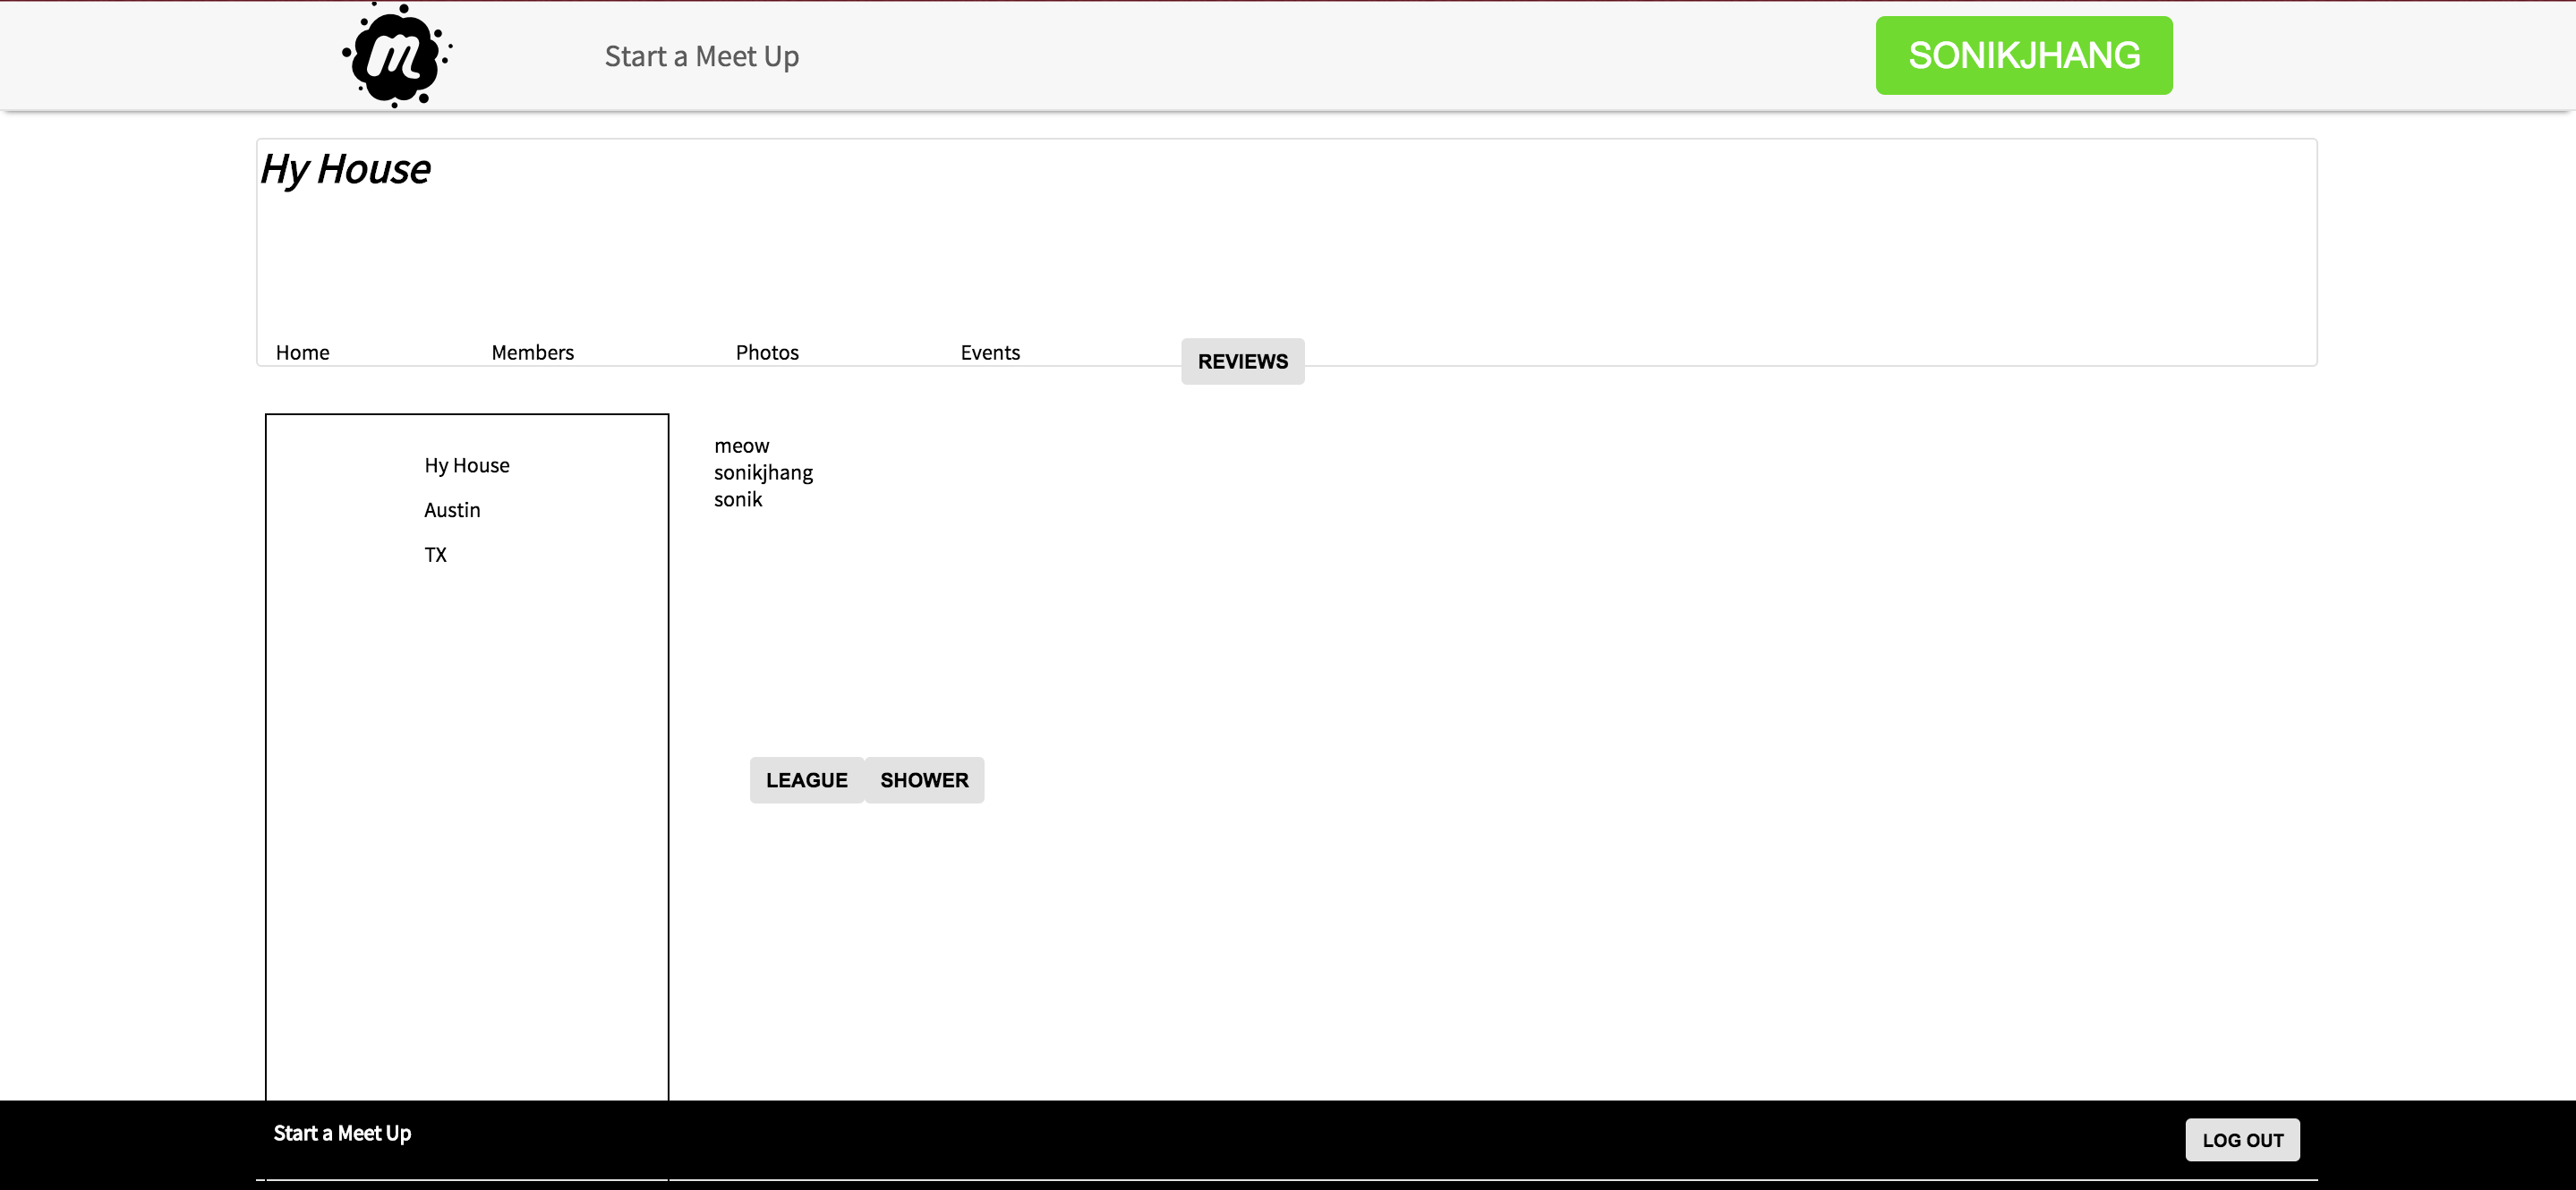 m
Start a Meet Up
SONIKJHANG
Hy House
Home Members Photos Events REVIEWS
Hy House
Austin
TX
meow
sonikjhang
sonik
LEAGUE SHOWER
Start a Meet Up
LOG OUT